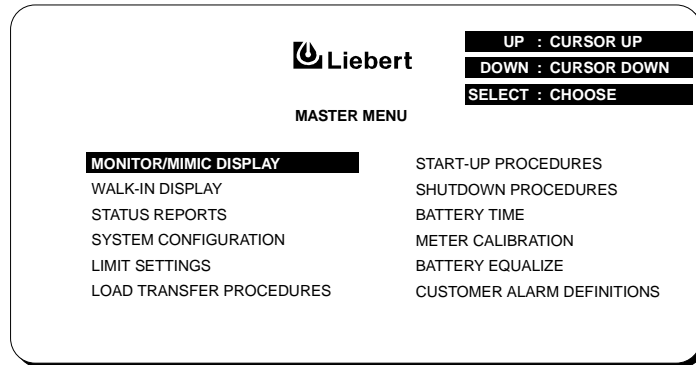 Liebert
UP : CURSOR UP
DOWN : CURSOR DOWN
SELECT : CHOOSE
MASTER MENU
MONITOR/MIMIC DISPLAY
WALK-IN DISPLAY
STATUS REPORTS
SYSTEM CONFIGURATION
LIMIT SETTINGS
LOAD TRANSFER PROCEDURES
START-UP PROCEDURES
SHUTDOWN PROCEDURES
BATTERY TIME
METER CALIBRATION
BATTERY EQUALIZE
CUSTOMER ALARM DEFINITIONS